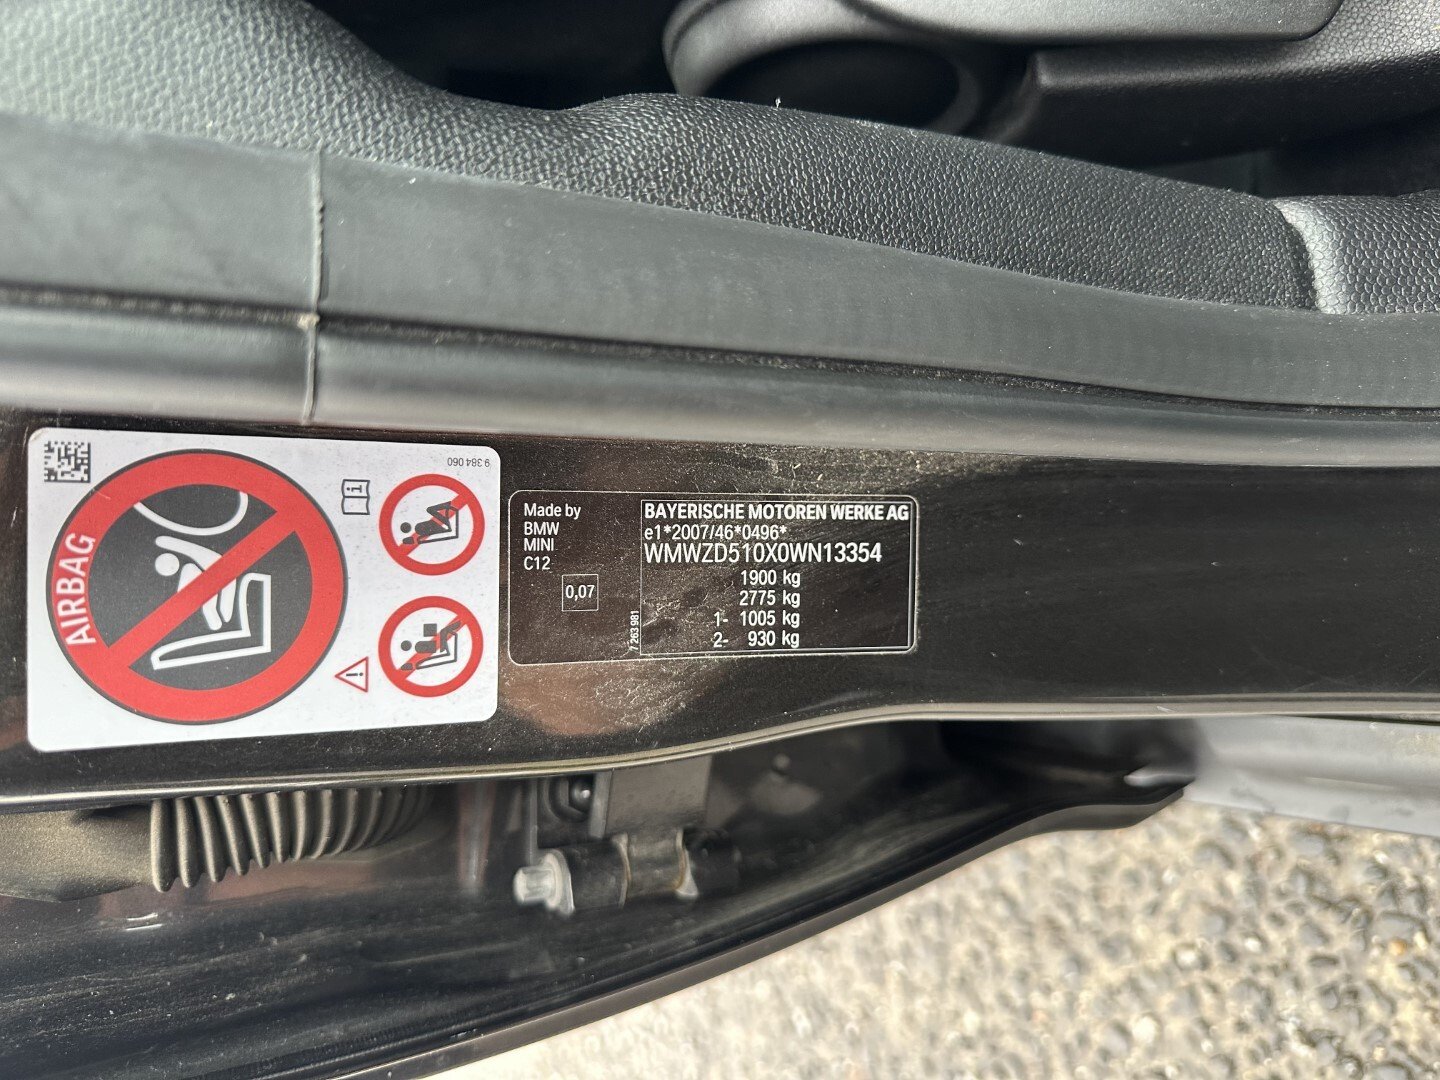 9 384 060
AIRBAG
Made by
BMW
MINI
C12
0,07
7 263 981
BAYERISCHE MOTOREN WERKE AG
e1*2007/46*0496*
WMWZD510X0WN13354
1900 kg
2775 kg
1- 1005 kg
2- 930 kg